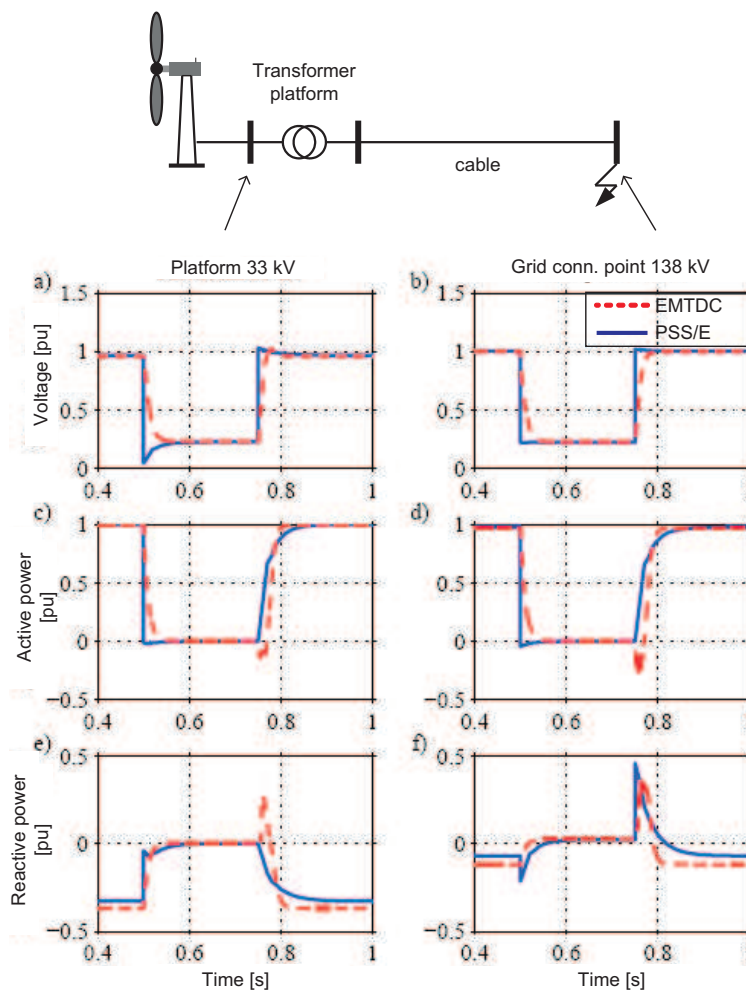 Transformer
platform
cable
Platform 33 kV
Grid conn. point 138 kV
a)
b)
EMTDC
PSS/E
Voltage [pu]
1.5
1
0.5
0
0.4 0.6 0.8 1
1.5
1
0.5
0
0.4 0.6 0.8
c)
d)
Active power
[pu]
1
0.5
0
−0.5
0.4 0.6 0.8 1
1
0.5
0
−0.5
0.4 0.6 0.8
e)
f)
Reactive power
[pu]
0.5
0
−0.5
0.4 0.6 0.8 1
0.5
0
−0.5
0.4 0.6 0.8
Time [s]
Time [s]